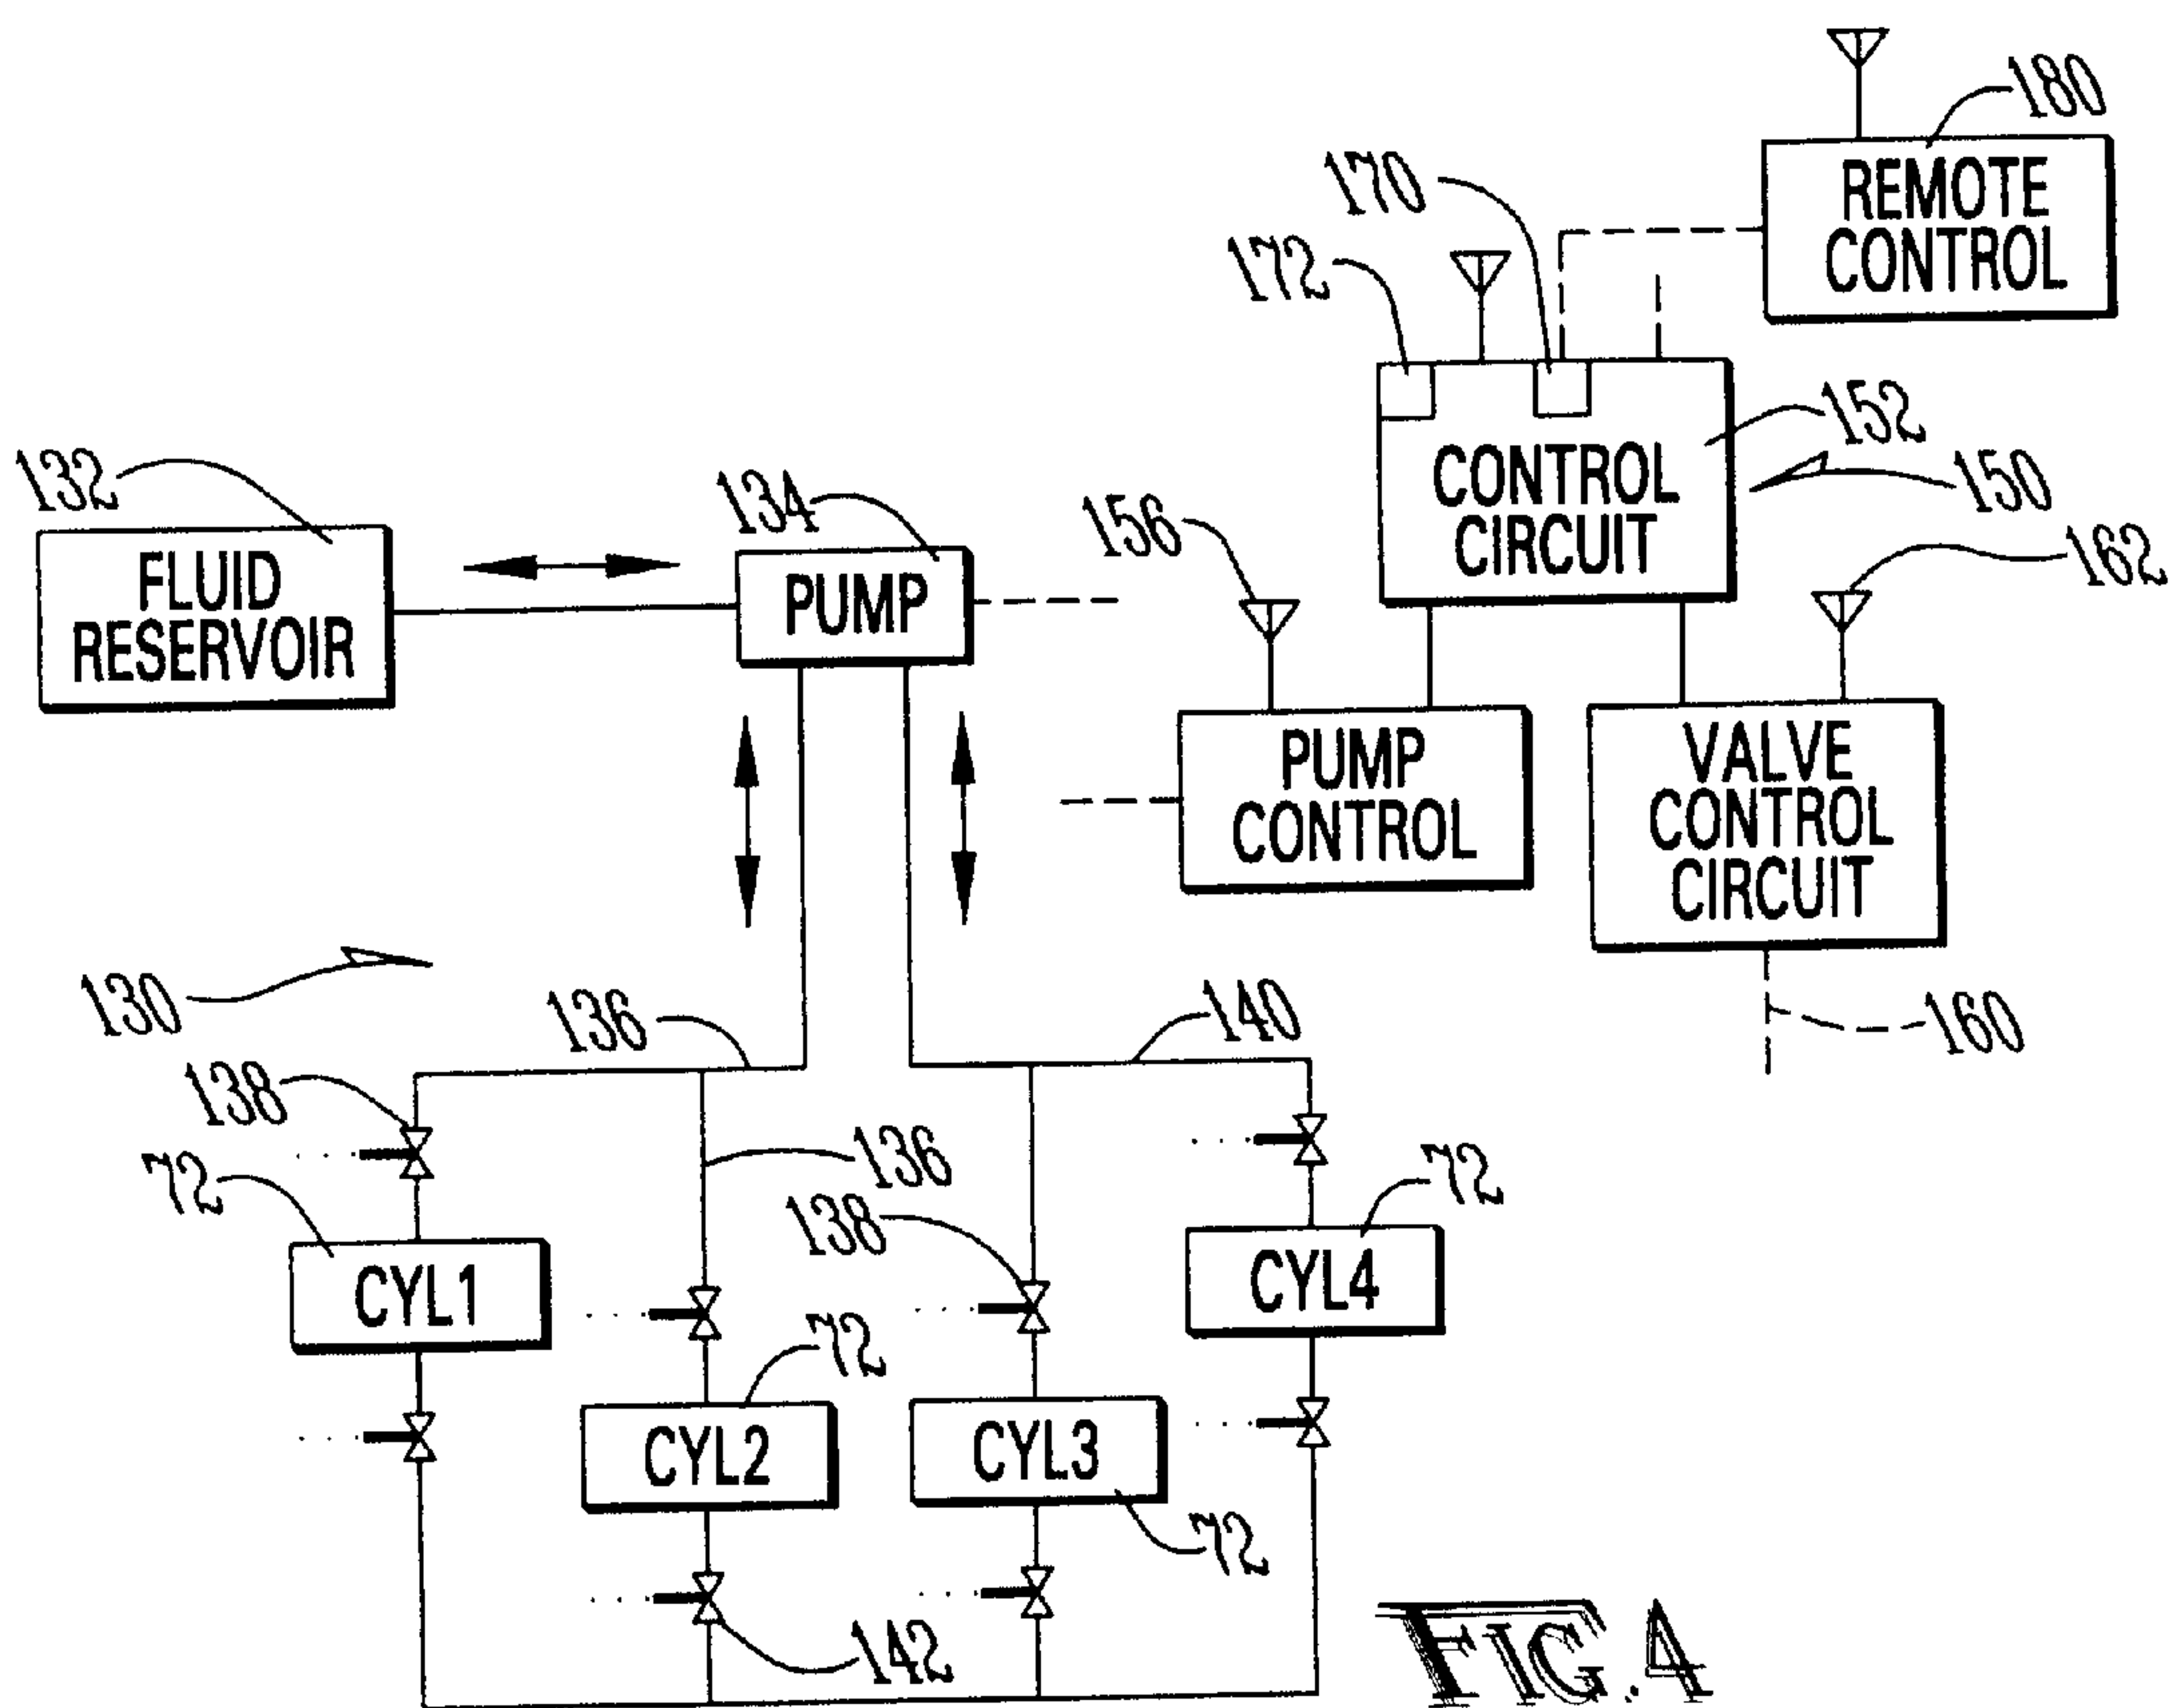 180
REMOTE
CONTROL
170
172
152
CONTROL
CIRCUIT
150
132
FLUID
RESERVOIR
134
PUMP
156
162
PUMP
CONTROL
VALVE
CONTROL
CIRCUIT
130
136
140
160
138
72
136
138
72
CYL1
CYL4
72
CYL2
CYL3
72
142
FIG.4